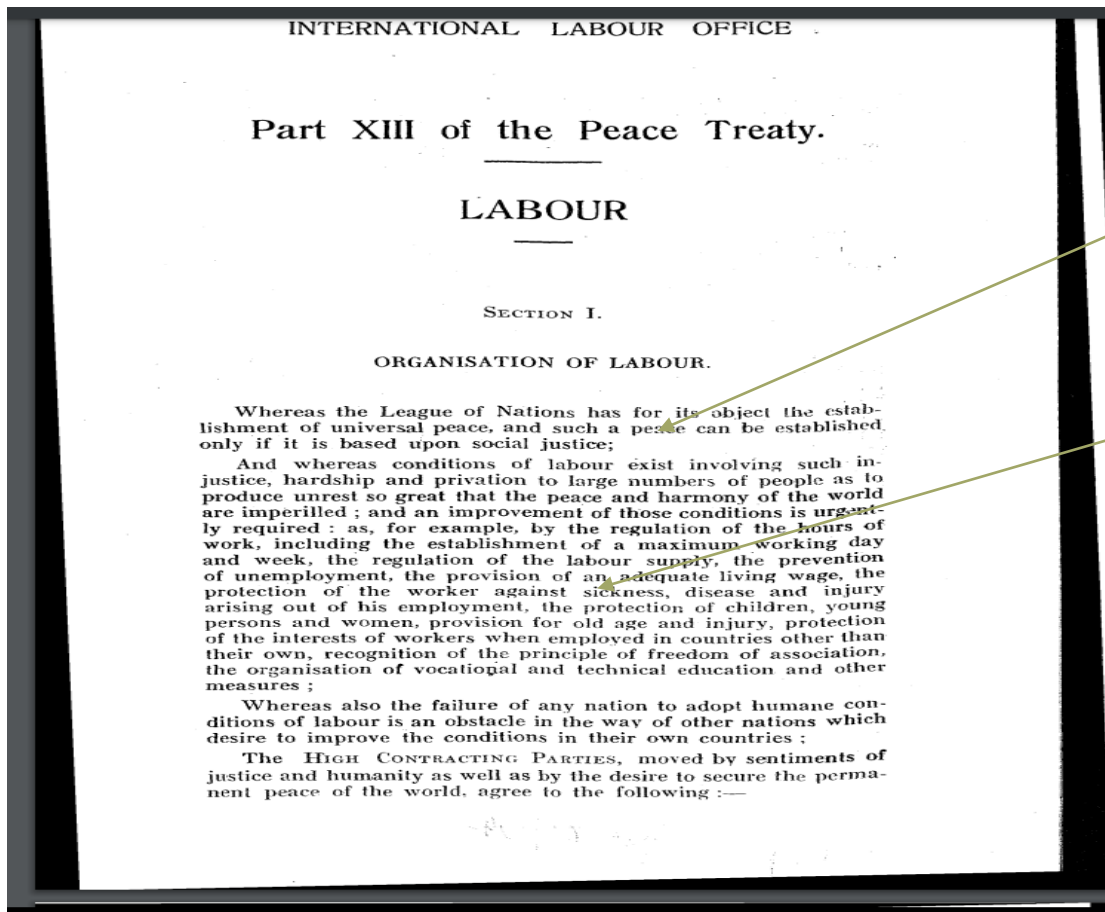 INTERNATIONAL LABOUR OFFICE
Part XIII of the Peace Treaty.
LABOUR
SECTION I.
ORGANISATION OF LABOUR.
Whereas the League of Nations has for its object the estab-
lishment of universal peace, and such a peace can be established
only if it is based upon social justice;
And whereas conditions of labour exist involving such in-
justice, hardship and privation to large numbers of people as to
produce unrest so great that the peace and harmony of the world
are imperilled ; and an improvement of those conditions is urgent-
ly required : as, for example, by the regulation of the hours of
work, including the establishment of a maximum working day
and week, the regulation of the labour supply, the prevention
of unemployment, the provision of an adequate living wage, the
protection of the worker against sickness, disease and injury
arising out of his employment, the protection of children, young
persons and women, provision for old age and injury, protection
of the interests of workers when employed in countries other than
their own, recognition of the principle of freedom of association,
the organisation of vocational and technical education and other
measures ;
Whereas also the failure of any nation to adopt humane con-
ditions of labour is an obstacle in the way of other nations which
desire to improve the conditions in their own countries ;
The HIGH CONTRACTING PARTIES, moved by sentiments of
justice and humanity as well as by the desire to secure the perma-
nent peace of the world, agree to the following :—